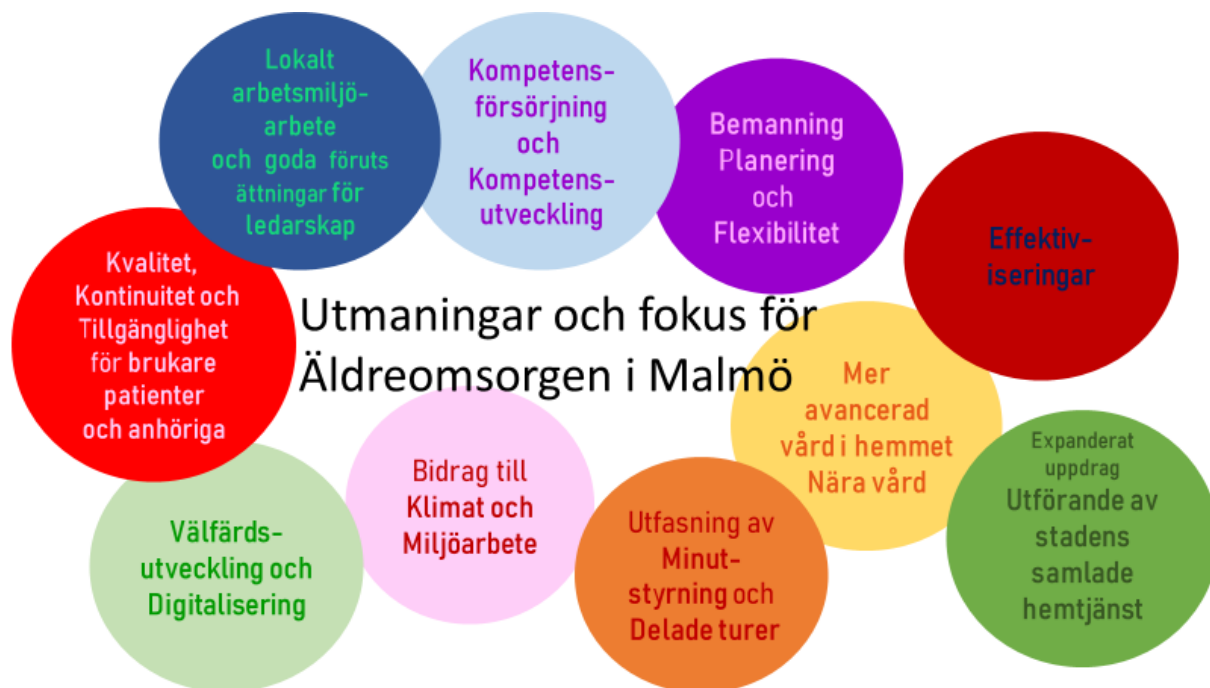 Lokalt
arbetsmiljö-
arbete
och goda föruts
ättningar för
ledarskap
Kompetens-
försörjning
och
Kompetens-
utveckling
Bemanning
Planering
och
Flexibilitet
Effektiv-
iseringar
Kvalitet,
Kontinuitet och
Tillgänglighet
för brukare
patienter
och anhöriga
Utmaningar och fokus för
Äldreomsorgen i Malmö
Mer
avancerad
vård i hemmet
Nära vård
Expanderat
uppdrag
Utförande av
stadens
samlade
hemtjänst
Välfärds-
utveckling och
Digitalisering
Bidrag till
Klimat och
Miljöarbete
Utfasning av
Minut-
styrning och
Delade turer